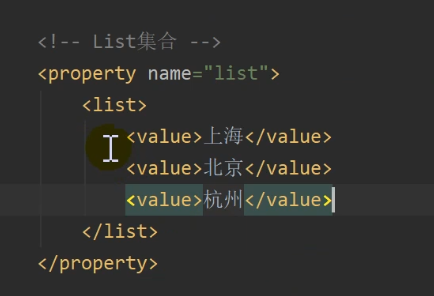 <!-- List集合 -->
<property name="list">
<list>
<value>上海</value>
<value>北京</value>
<value>杭州</value>
</list>
</property>